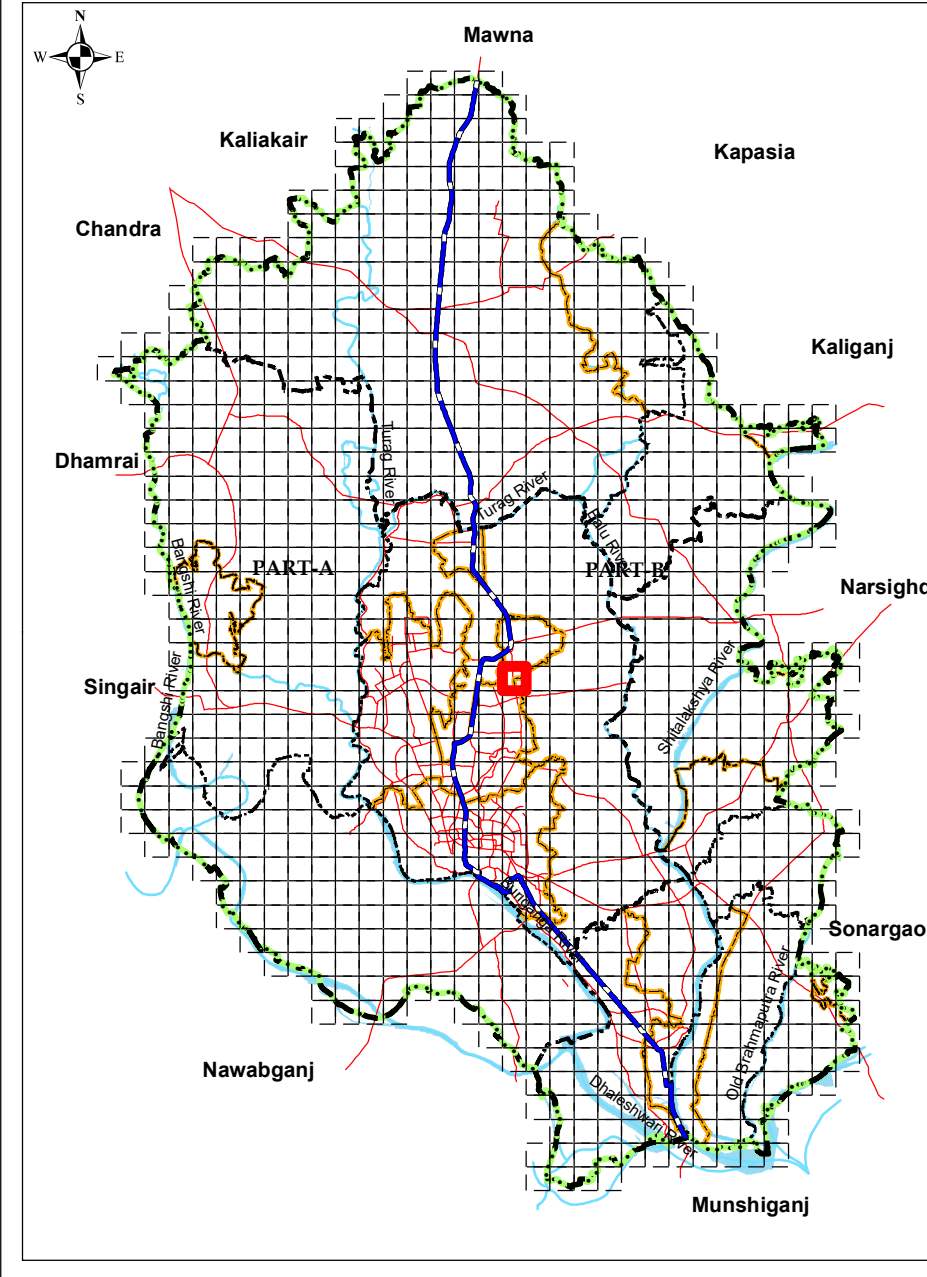 N
W
E
S
Mawna
Kaliakair
Kapasia
Chandra
Kaliganj
Turag River
Dhamrai
Turag River
Balu River
Bangshi River
PART-A
PART-B
Narsighd
Shitalakshya River
Singair
Bangshi River
Buriganga River
Sonargao
Old Brahmaputra River
Nawabganj
Dhaleshwari River
Munshiganj